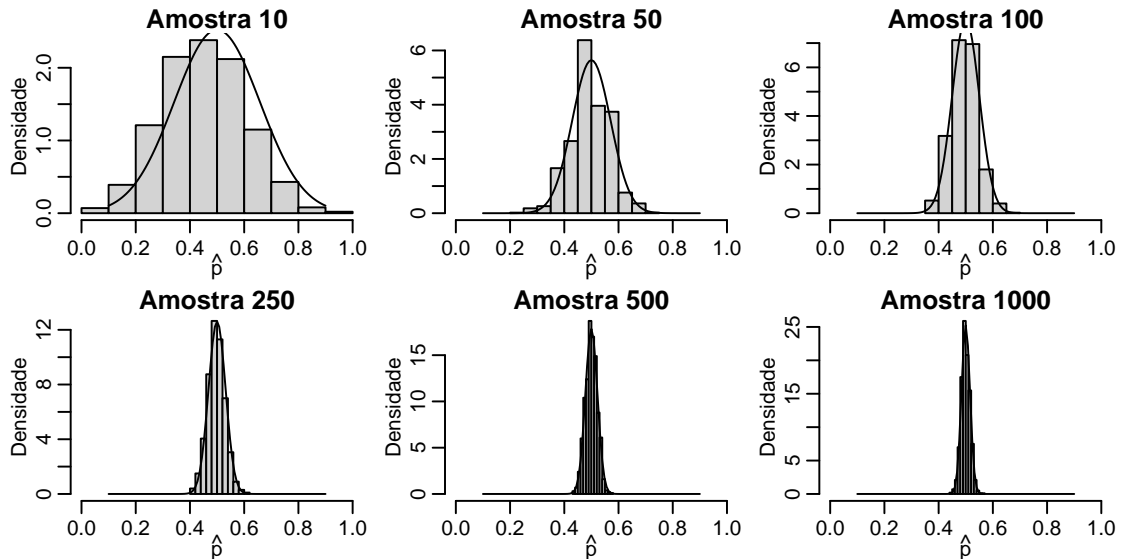 Amostra 10
Densidade
0.0 1.0 2.0
0.0 0.2 0.4 0.6 0.8 1.0
p̂
Amostra 50
Densidade
0 2 4 6
0.0 0.2 0.4 0.6 0.8 1.0
p̂
Amostra 100
Densidade
0 2 4 6
0.0 0.2 0.4 0.6 0.8 1.0
p̂
Amostra 250
Densidade
0 4 8 12
0.0 0.2 0.4 0.6 0.8 1.0
p̂
Amostra 500
Densidade
0 5 10 15
0.0 0.2 0.4 0.6 0.8 1.0
p̂
Amostra 1000
Densidade
0 5 15 25
0.0 0.2 0.4 0.6 0.8 1.0
p̂